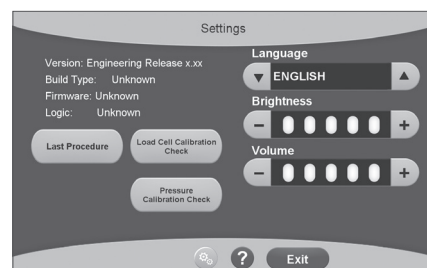 Settings
Version: Engineering Release x.xx
Build Type: Unknown
Firmware: Unknown
Logic: Unknown
Last Procedure
Load Cell Calibration
Check
Pressure
Calibration Check
Language
ENGLISH
Brightness
− +
Volume
− +
?
Exit